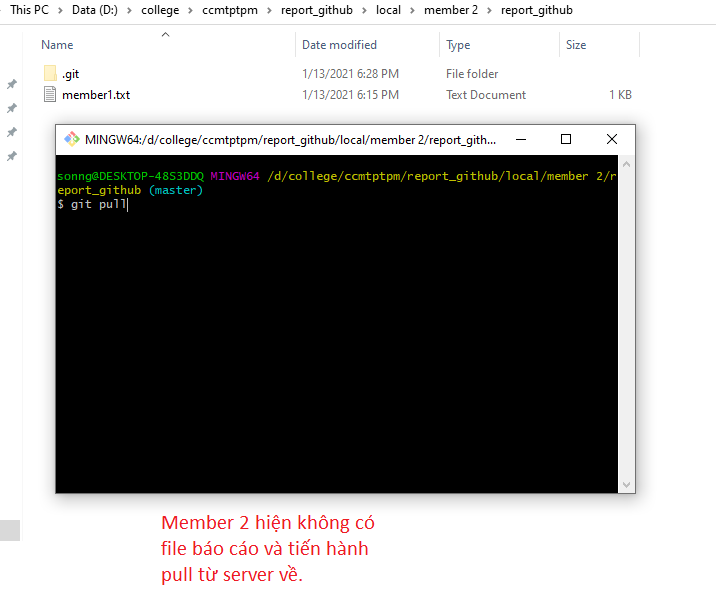 This PC > Data (D:) > college > ccmtptpm > report_github > local > member 2 > report_github
Name Date modified Type Size
.git 1/13/2021 6:28 PM File folder
member1.txt 1/13/2021 6:15 PM Text Document 1 KB
MINGW64:/d/college/ccmtptpm/report_github/local/member 2/report_gith...
sonng@DESKTOP-48S3DDQ MINGW64 /d/college/ccmtptpm/report_github/local/member 2/r
eport_github (master)
$ git pull
Member 2 hiện không có
file báo cáo và tiến hành
pull từ server về.